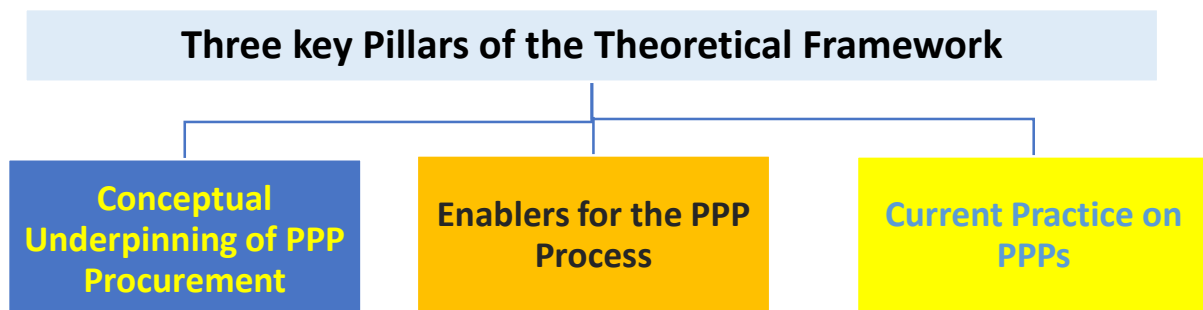 Three key Pillars of the Theoretical Framework
Conceptual
Underpinning of PPP
Procurement
Enablers for the PPP
Process
Current Practice on
PPPs